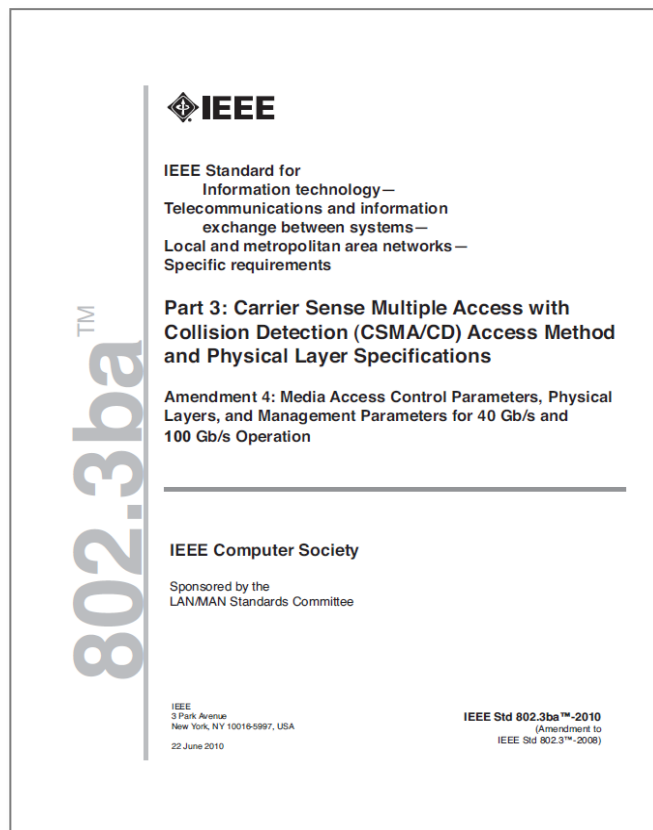 IEEE
IEEE Standard for
Information technology—
Telecommunications and information
exchange between systems—
Local and metropolitan area networks—
Specific requirements
Part 3: Carrier Sense Multiple Access with
Collision Detection (CSMA/CD) Access Method
and Physical Layer Specifications
Amendment 4: Media Access Control Parameters, Physical
Layers, and Management Parameters for 40 Gb/s and
100 Gb/s Operation
802.3ba™
IEEE Computer Society
Sponsored by the
LAN/MAN Standards Committee
IEEE
3 Park Avenue
New York, NY 10016-5997, USA
22 June 2010
IEEE Std 802.3ba™-2010
(Amendment to
IEEE Std 802.3™-2008)